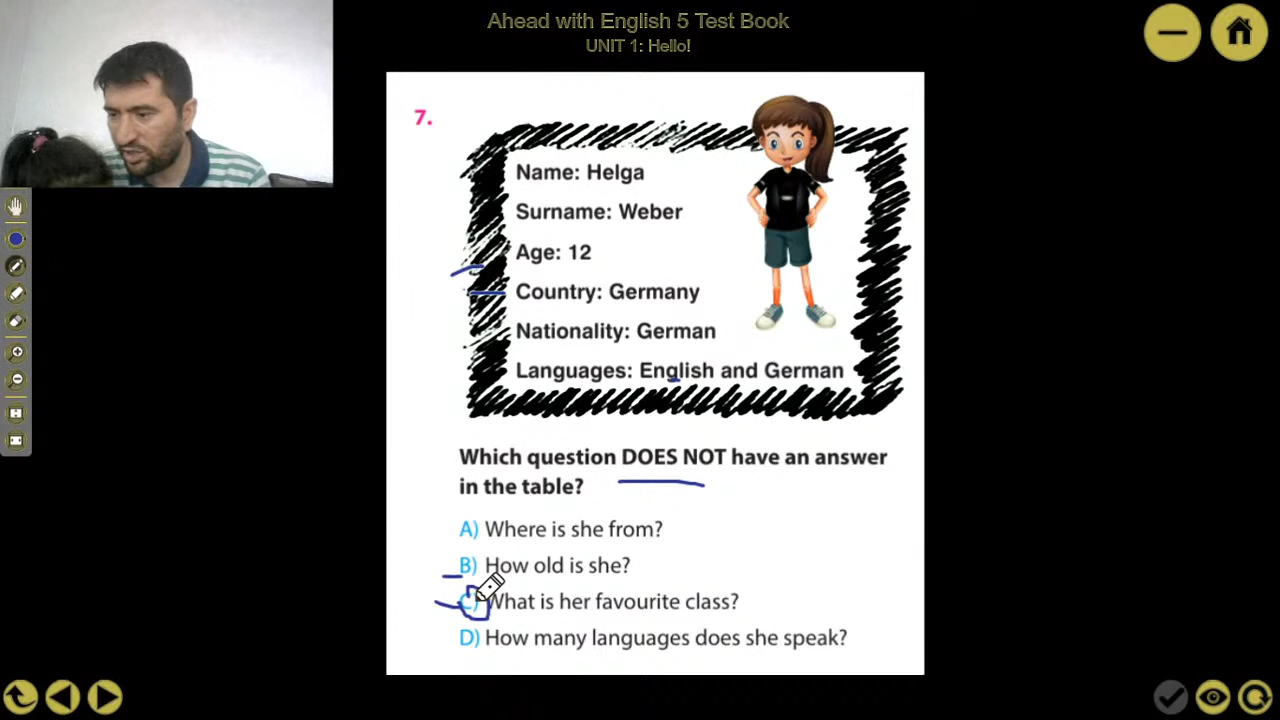 Ahead with English 5 Test Book
UNIT 1: Hello!
7.
Name: Helga
Surname: Weber
Age: 12
Country: Germany
Nationality: German
Languages: English and German
Which question DOES NOT have an answer
in the table?
A) Where is she from?
B) How old is she?
C) What is her favourite class?
D) How many languages does she speak?